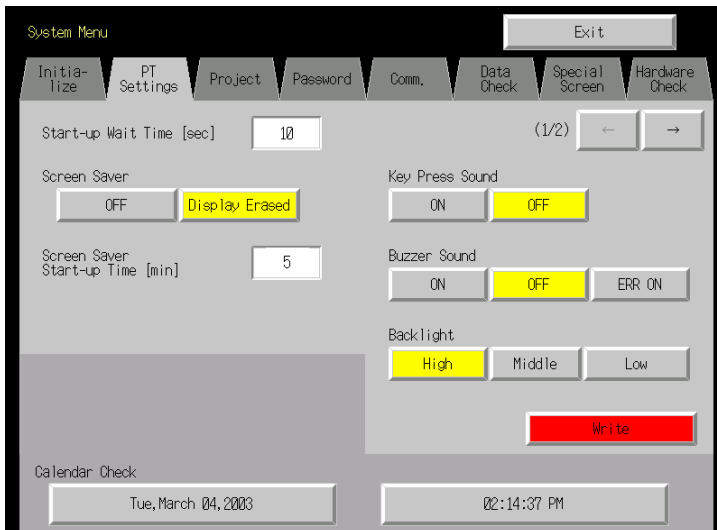 System Menu
Exit
Initia-
lize
PT
Settings
Project
Password
Comm.
Data
Check
Special
Screen
Hardware
Check
Start-up Wait Time [sec]
10
(1/2)
←
→
Screen Saver
OFF
Display Erased
Key Press Sound
ON
OFF
Screen Saver
Start-up Time [min]
5
Buzzer Sound
ON
OFF
ERR ON
Backlight
High
Middle
Low
Write
Calendar Check
Tue,March 04,2003
02:14:37 PM